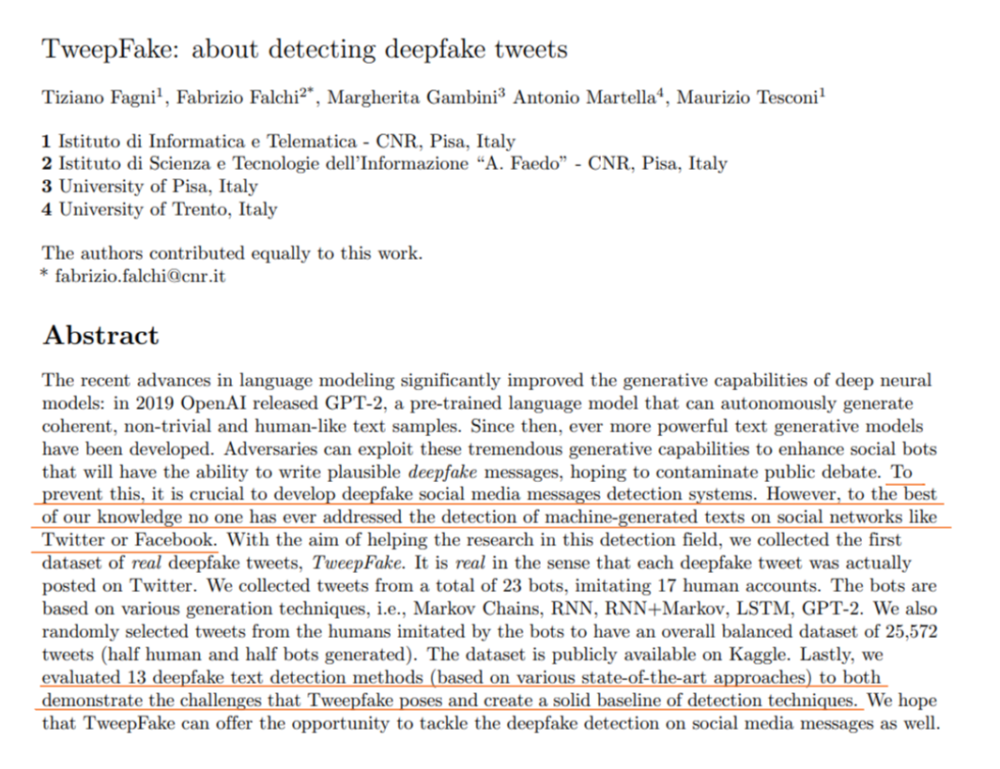 TweepFake: about detecting deepfake tweets
Tiziano Fagni1, Fabrizio Falchi2*, Margherita Gambini3 Antonio Martella4, Maurizio Tesconi1
1 Istituto di Informatica e Telematica - CNR, Pisa, Italy
2 Istituto di Scienza e Tecnologie dell'Informazione “A. Faedo” - CNR, Pisa, Italy
3 University of Pisa, Italy
4 University of Trento, Italy
The authors contributed equally to this work.
* fabrizio.falchi@cnr.it
Abstract
The recent advances in language modeling significantly improved the generative capabilities of deep neural
models: in 2019 OpenAI released GPT-2, a pre-trained language model that can autonomously generate
coherent, non-trivial and human-like text samples. Since then, ever more powerful text generative models
have been developed. Adversaries can exploit these tremendous generative capabilities to enhance social bots
that will have the ability to write plausible deepfake messages, hoping to contaminate public debate. To
prevent this, it is crucial to develop deepfake social media messages detection systems. However, to the best
of our knowledge no one has ever addressed the detection of machine-generated texts on social networks like
Twitter or Facebook. With the aim of helping the research in this detection field, we collected the first
dataset of real deepfake tweets, TweepFake. It is real in the sense that each deepfake tweet was actually
posted on Twitter. We collected tweets from a total of 23 bots, imitating 17 human accounts. The bots are
based on various generation techniques, i.e., Markov Chains, RNN, RNN+Markov, LSTM, GPT-2. We also
randomly selected tweets from the humans imitated by the bots to have an overall balanced dataset of 25,572
tweets (half human and half bots generated). The dataset is publicly available on Kaggle. Lastly, we
evaluated 13 deepfake text detection methods (based on various state-of-the-art approaches) to both
demonstrate the challenges that Tweepfake poses and create a solid baseline of detection techniques. We hope
that TweepFake can offer the opportunity to tackle the deepfake detection on social media messages as well.